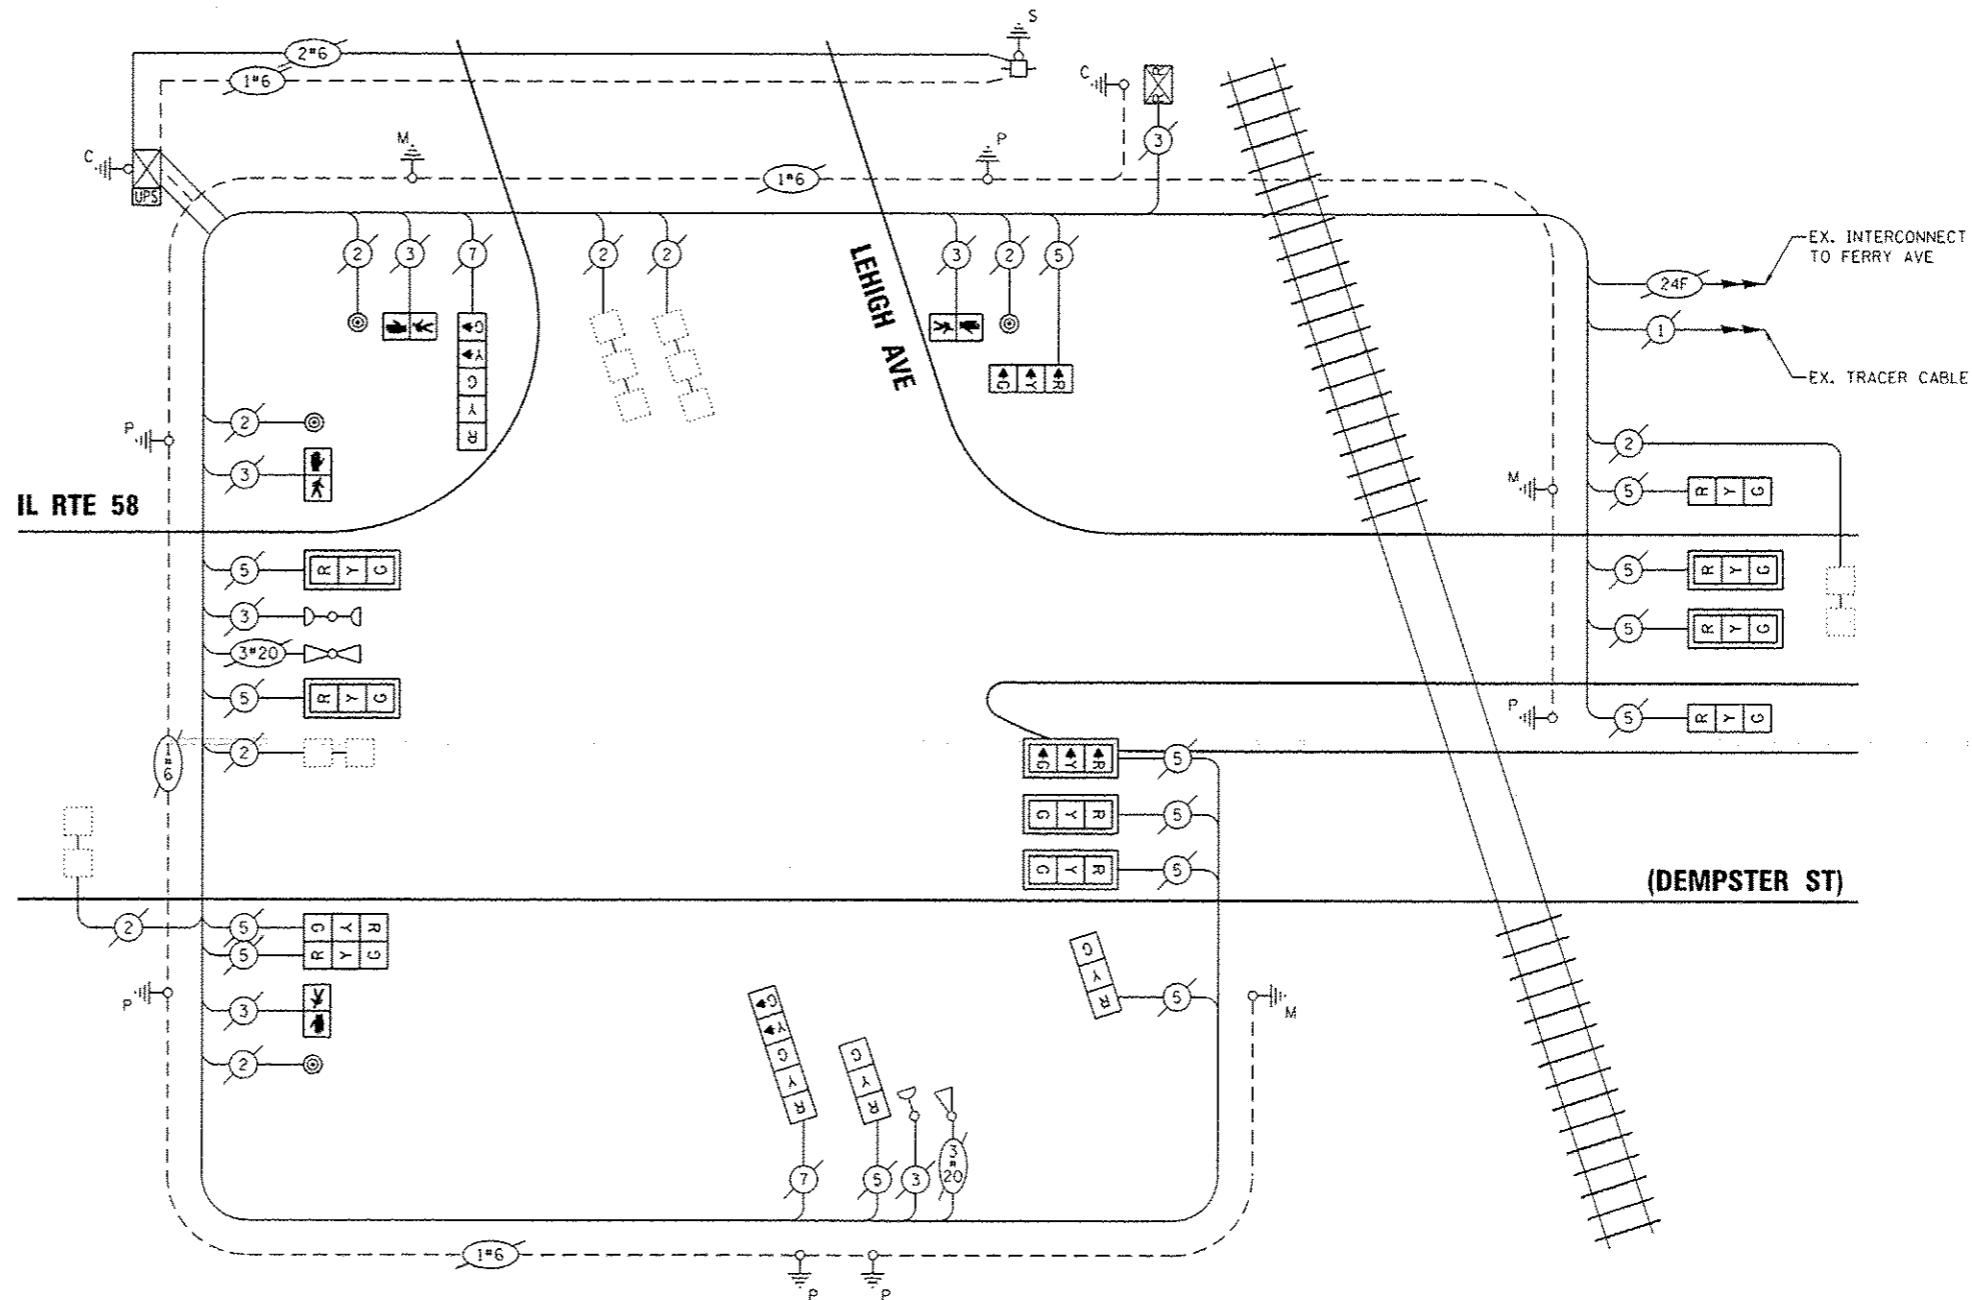 S
2#6
1#6
C
R
R
3
M
P
C
1#6
UPS
2
3
7
2
2
3
2
5
EX. INTERCONNECT
TO FERRY AVE
24F
LEHIGH AVE
G
Y
G
Y
R
1
G Y R
EX. TRACER CABLE
2
P
2
3
M
5
R Y G
IL RTE 58
5
R Y G
5
R Y G
3
5
R Y G
3#20
5
R Y G
P
5
R Y G
1#6
2
G Y R
5
G Y R
5
G Y R
5
(DEMPSTER ST)
2
5
G Y R
5
R Y G
P
3
G Y R
5
M
2
G Y G Y R
G Y R
7
5
3
3#20
1#6
P
P